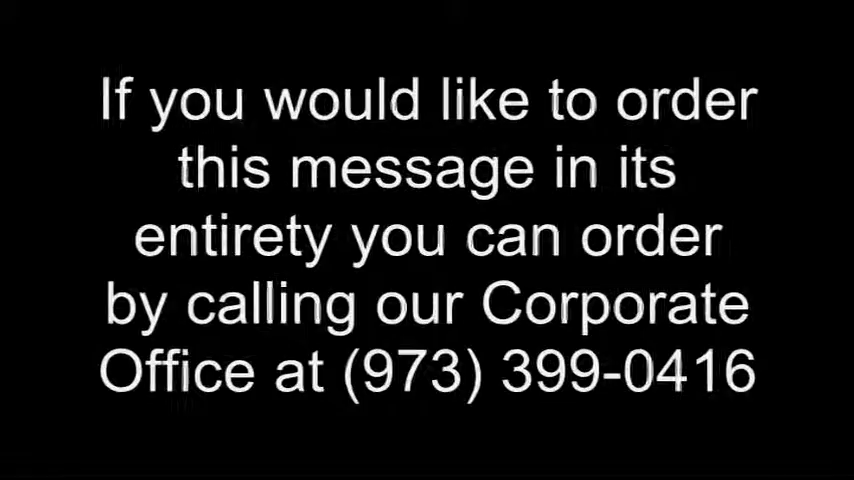 If you would like to order
this message in its
entirety you can order
by calling our Corporate
Office at (973) 399-0416